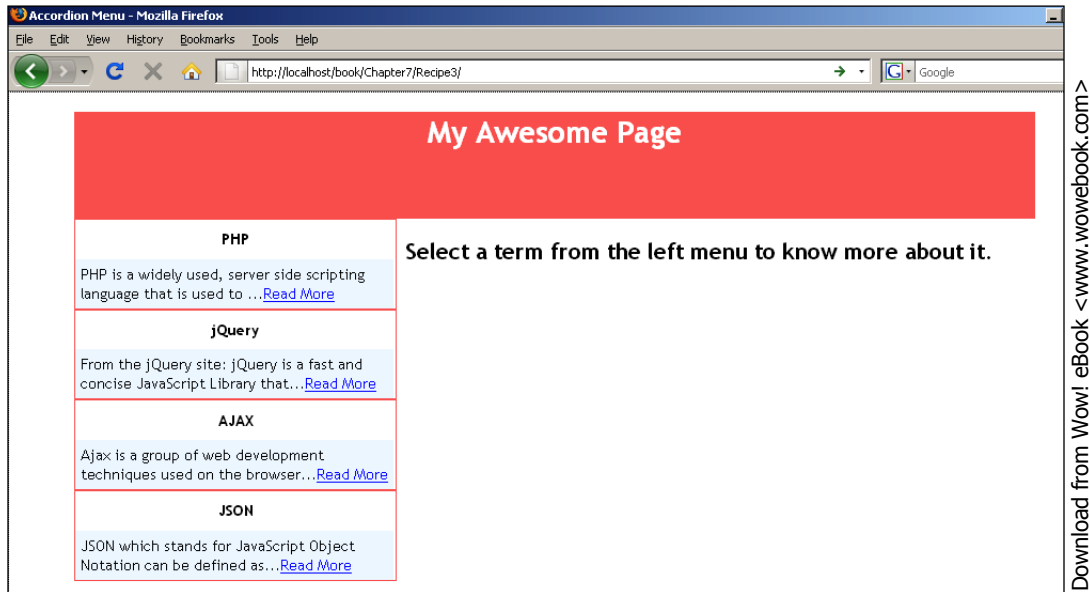 Accordion Menu - Mozilla Firefox
File Edit View History Bookmarks Tools Help
http://localhost/book/Chapter7/Recipe3/
G Google
My Awesome Page
PHP
PHP is a widely used, server side scripting
language that is used to ...Read More
jQuery
From the jQuery site: jQuery is a fast and
concise JavaScript Library that...Read More
AJAX
Ajax is a group of web development
techniques used on the browser...Read More
JSON
JSON which stands for JavaScript Object
Notation can be defined as...Read More
Select a term from the left menu to know more about it.
Download from Wow! eBook <www.wowebook.com>